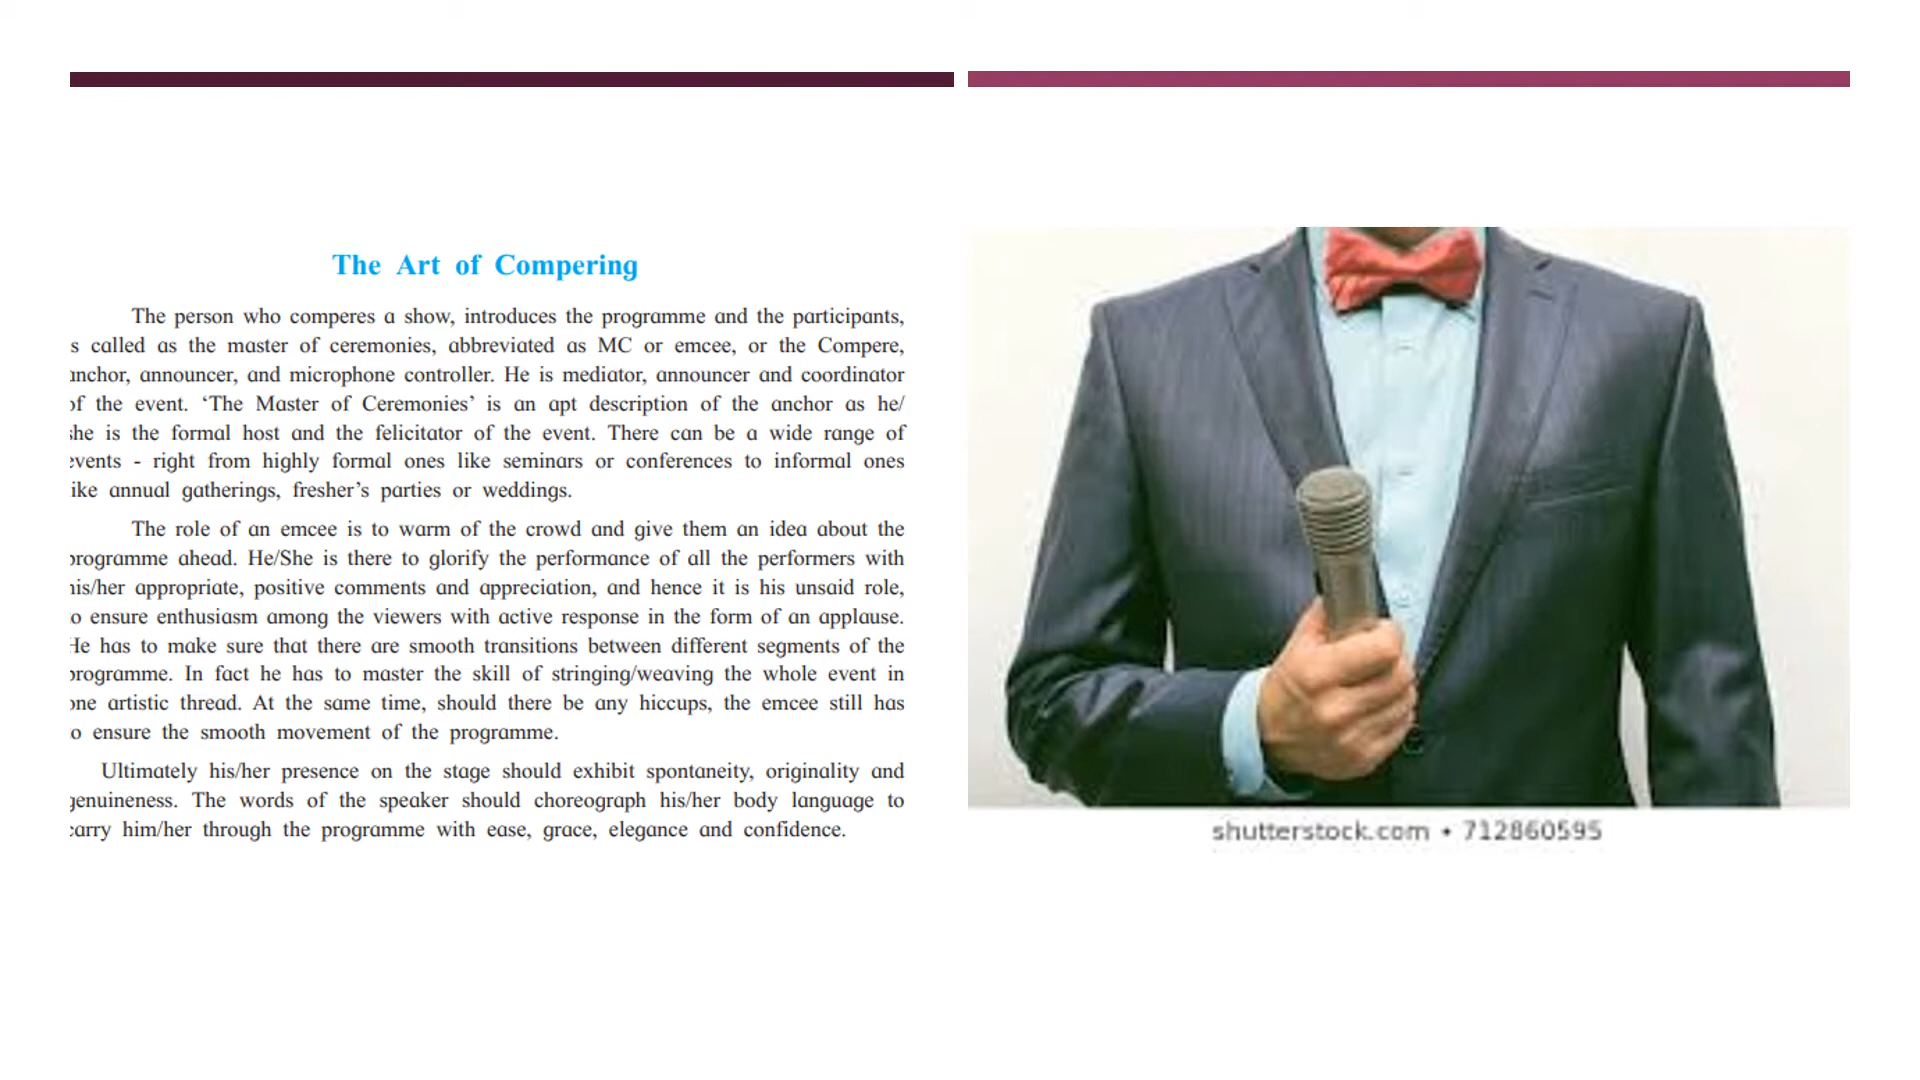 The Art of Compering
The person who comperes a show, introduces the programme and the participants,
s called as the master of ceremonies, abbreviated as MC or emcee, or the Compere,
anchor, announcer, and microphone controller. He is mediator, announcer and coordinator
of the event. ‘The Master of Ceremonies’ is an apt description of the anchor as he/
she is the formal host and the felicitator of the event. There can be a wide range of
events - right from highly formal ones like seminars or conferences to informal ones
ike annual gatherings, fresher’s parties or weddings.
The role of an emcee is to warm of the crowd and give them an idea about the
programme ahead. He/She is there to glorify the performance of all the performers with
his/her appropriate, positive comments and appreciation, and hence it is his unsaid role,
o ensure enthusiasm among the viewers with active response in the form of an applause.
He has to make sure that there are smooth transitions between different segments of the
programme. In fact he has to master the skill of stringing/weaving the whole event in
one artistic thread. At the same time, should there be any hiccups, the emcee still has
o ensure the smooth movement of the programme.
Ultimately his/her presence on the stage should exhibit spontaneity, originality and
genuineness. The words of the speaker should choreograph his/her body language to
carry him/her through the programme with ease, grace, elegance and confidence.
shutterstock.com • 712860595